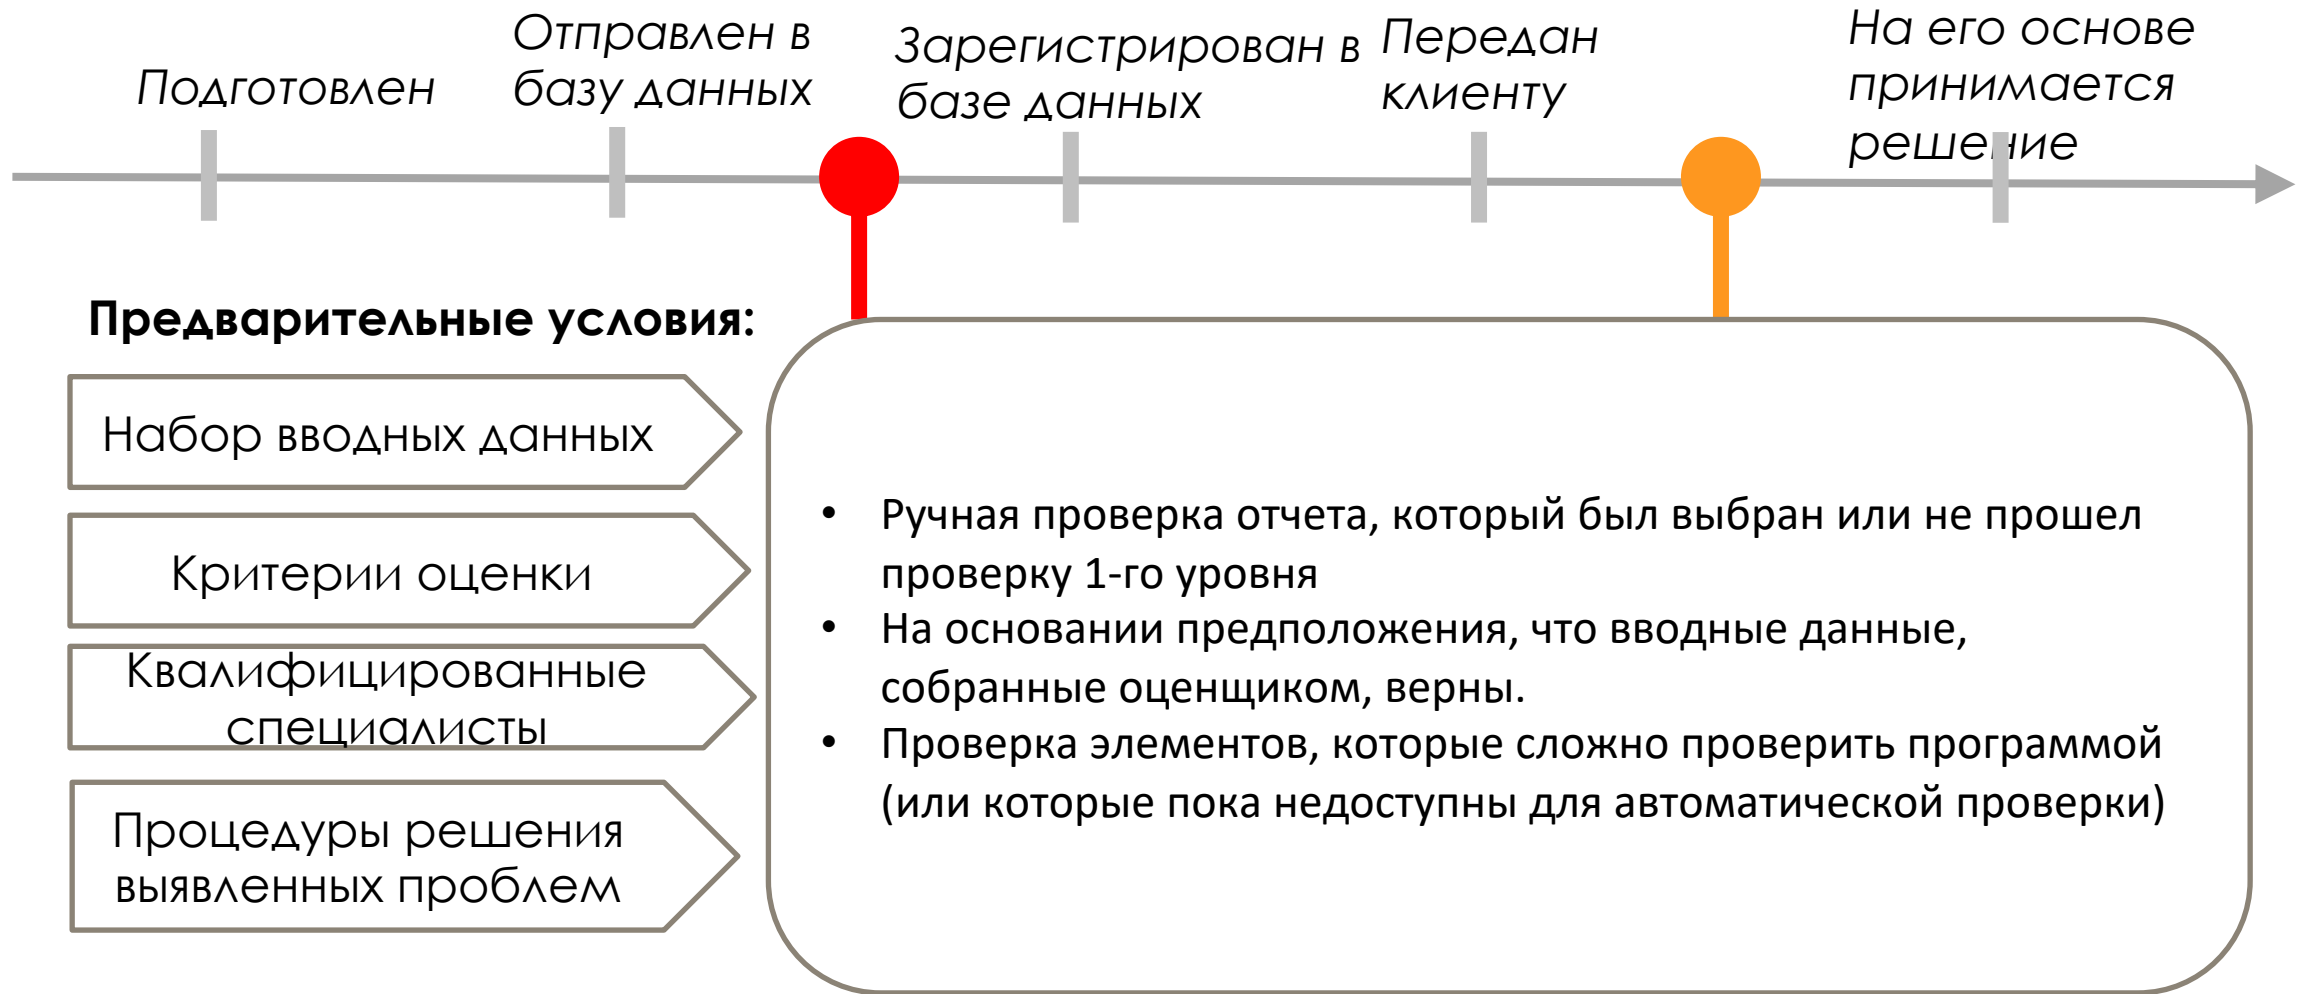 Подготовлен
Отправлен в
базу данных
Зарегистрирован в
базе данных
Передан
клиенту
На его основе
принимается
решение
Предварительные условия:
Набор вводных данных
Критерии оценки
Квалифицированные
специалисты
Процедуры решения
выявленных проблем
• Ручная проверка отчета, который был выбран или не прошел
проверку 1-го уровня
• На основании предположения, что вводные данные,
собранные оценщиком, верны.
• Проверка элементов, которые сложно проверить программой
(или которые пока недоступны для автоматической проверки)